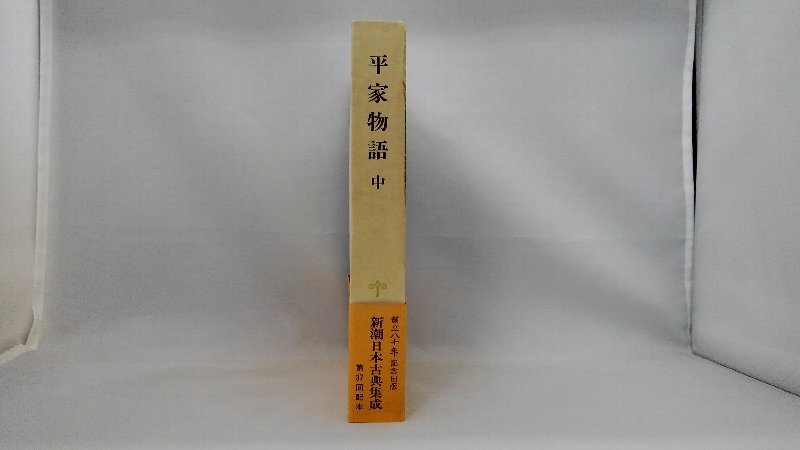 平家物語 中
創立八十年記念出版
新潮日本古典集成
第37回配本